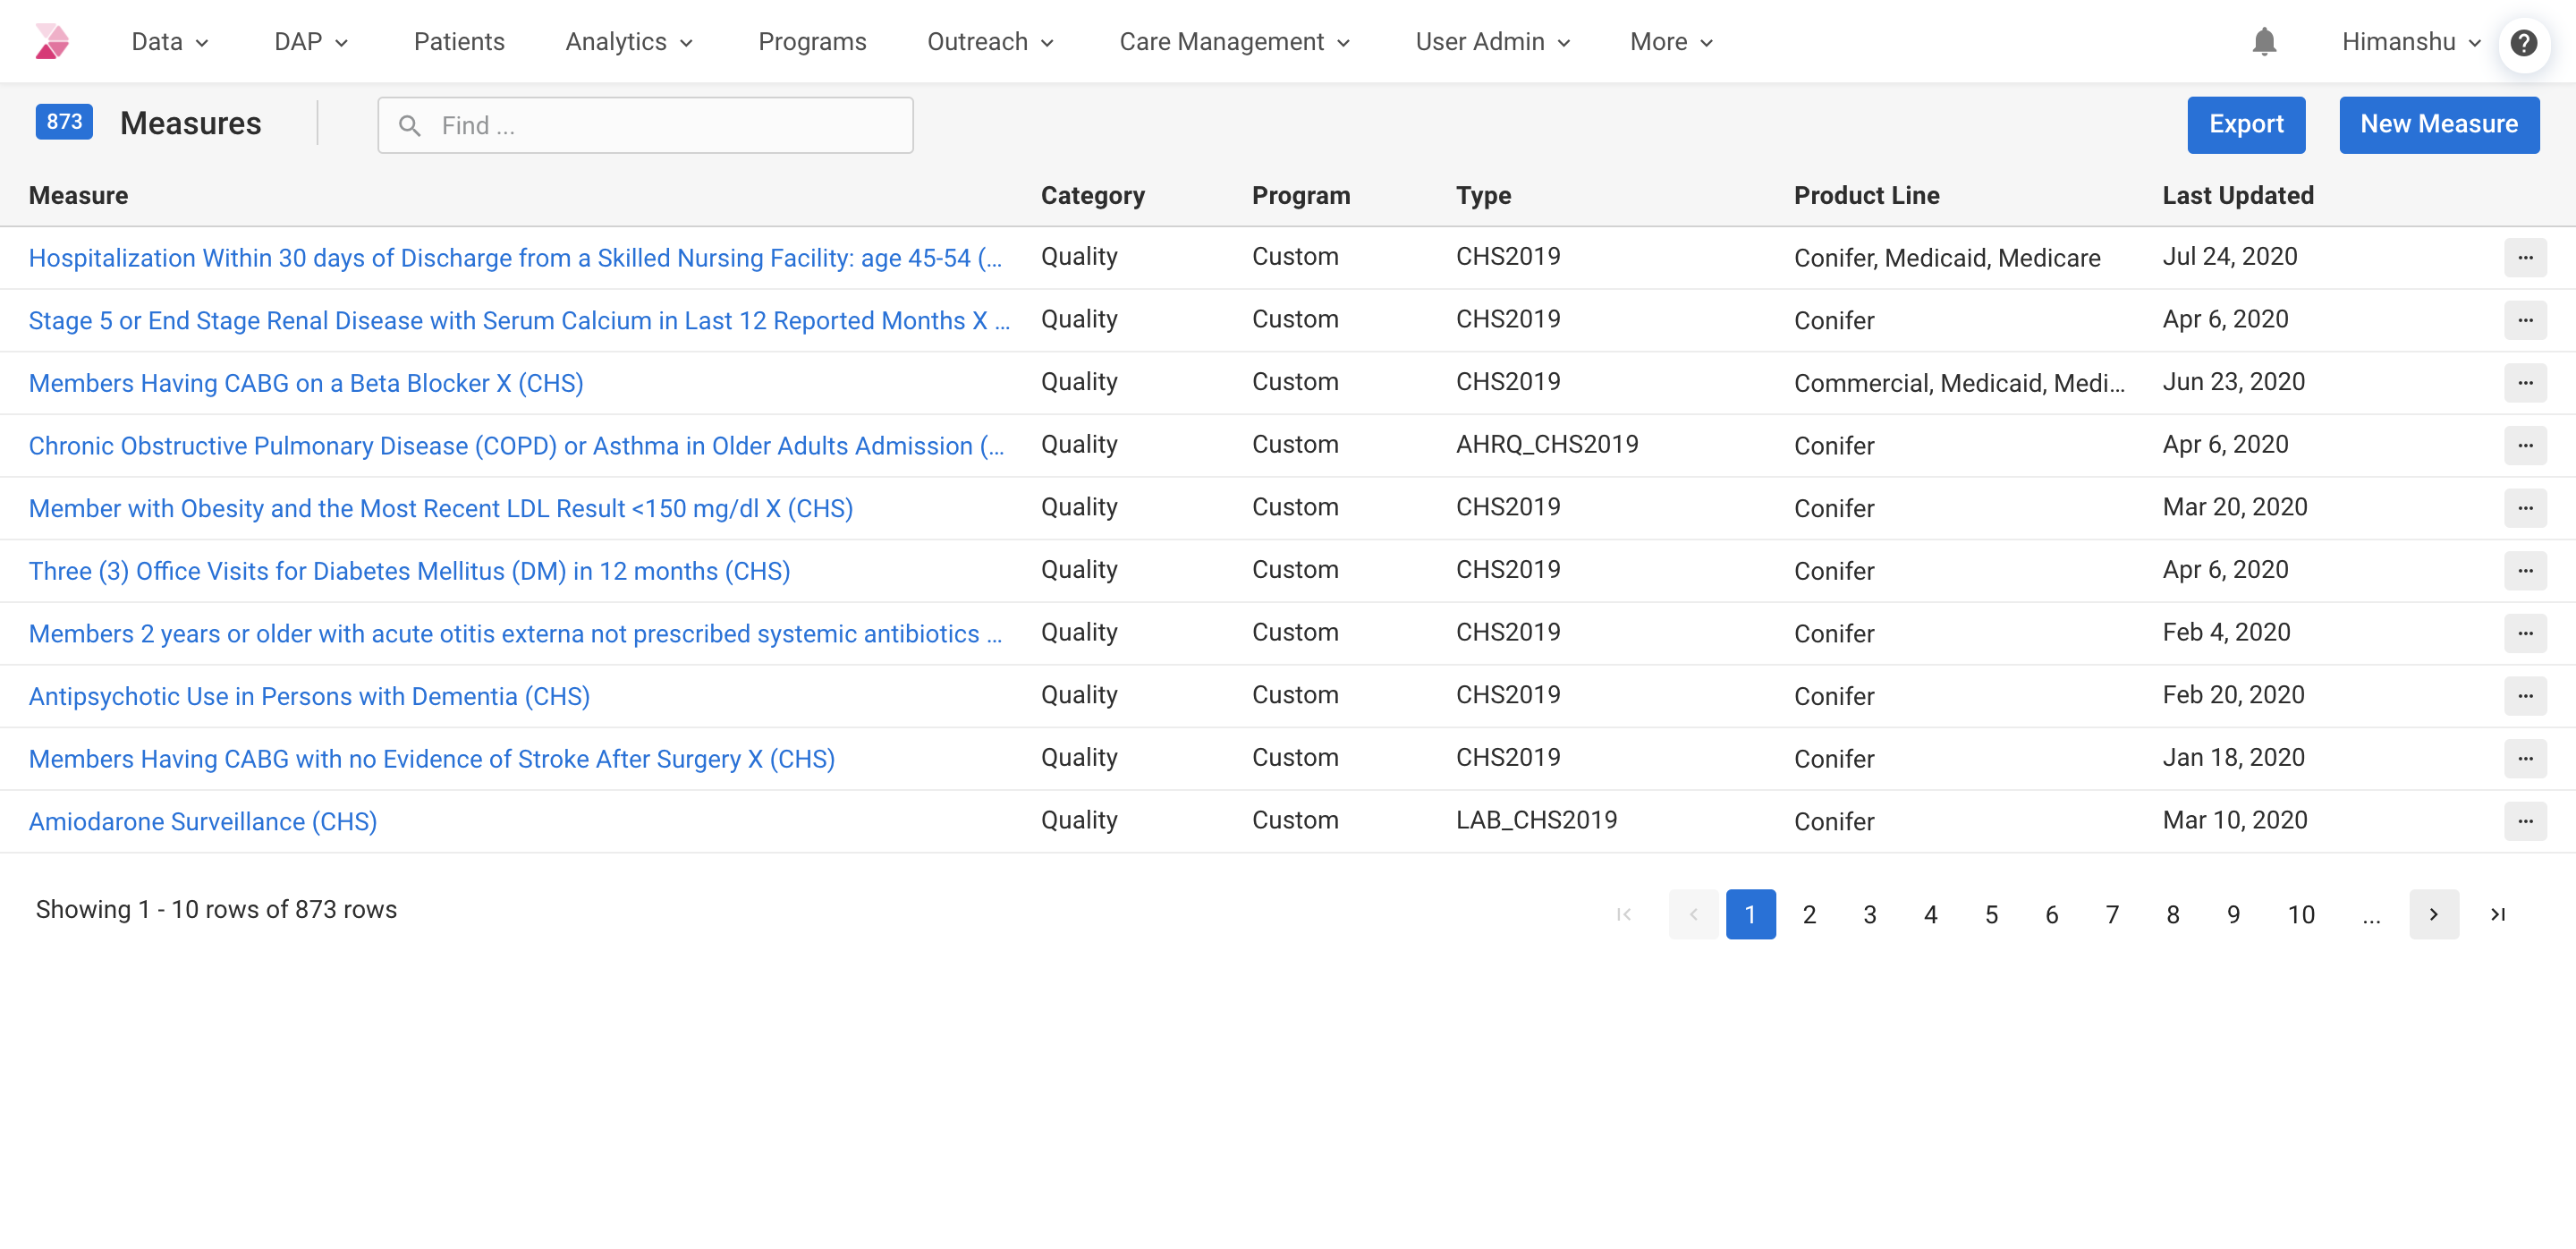 Data DAP Patients Analytics Programs Outreach Care Management User Admin More Himanshu ?
873 Measures Find ... Export New Measure
Measure Category Program Type Product Line Last Updated
Hospitalization Within 30 days of Discharge from a Skilled Nursing Facility: age 45-54 (... Quality Custom CHS2019 Conifer, Medicaid, Medicare Jul 24, 2020 ...
Stage 5 or End Stage Renal Disease with Serum Calcium in Last 12 Reported Months X ... Quality Custom CHS2019 Conifer Apr 6, 2020 ...
Members Having CABG on a Beta Blocker X (CHS) Quality Custom CHS2019 Commercial, Medicaid, Medi... Jun 23, 2020 ...
Chronic Obstructive Pulmonary Disease (COPD) or Asthma in Older Adults Admission (... Quality Custom AHRQ_CHS2019 Conifer Apr 6, 2020 ...
Member with Obesity and the Most Recent LDL Result <150 mg/dl X (CHS) Quality Custom CHS2019 Conifer Mar 20, 2020 ...
Three (3) Office Visits for Diabetes Mellitus (DM) in 12 months (CHS) Quality Custom CHS2019 Conifer Apr 6, 2020 ...
Members 2 years or older with acute otitis externa not prescribed systemic antibiotics ... Quality Custom CHS2019 Conifer Feb 4, 2020 ...
Antipsychotic Use in Persons with Dementia (CHS) Quality Custom CHS2019 Conifer Feb 20, 2020 ...
Members Having CABG with no Evidence of Stroke After Surgery X (CHS) Quality Custom CHS2019 Conifer Jan 18, 2020 ...
Amiodarone Surveillance (CHS) Quality Custom LAB_CHS2019 Conifer Mar 10, 2020 ...
Showing 1 - 10 rows of 873 rows 1 2 3 4 5 6 7 8 9 10 ...